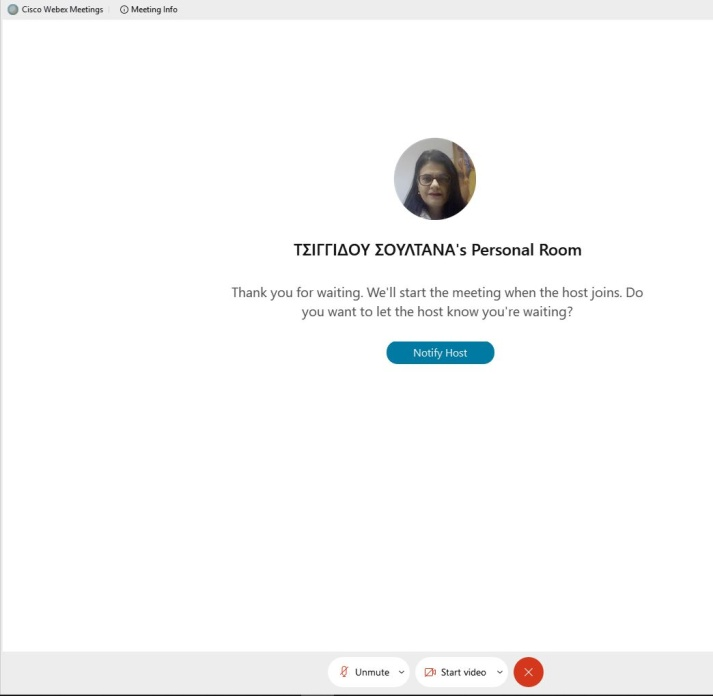 Cisco Webex Meetings
Meeting Info
ΤΣΙΓΓΙΔΟΥ ΣΟΥΛΤΑΝΑ's Personal Room
Thank you for waiting. We'll start the meeting when the host joins. Do
you want to let the host know you're waiting?
Notify Host
Unmute
Start video